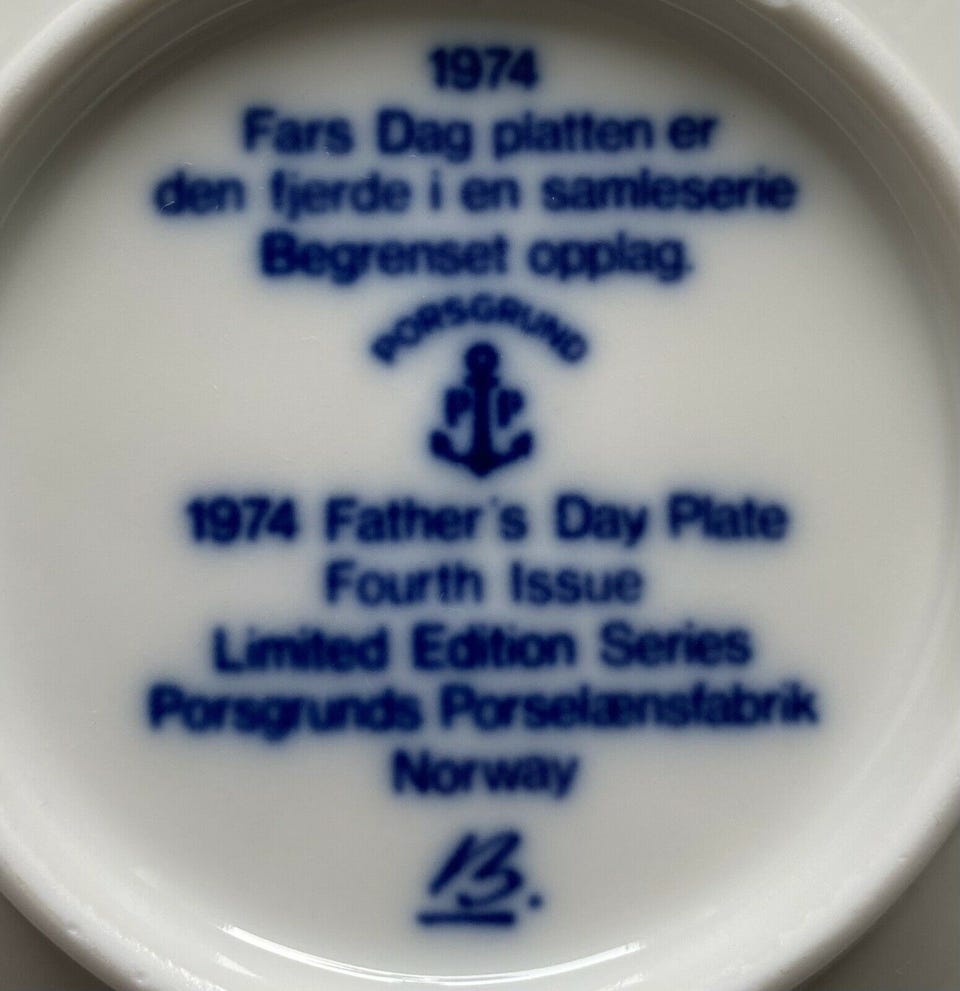 1974
Fars Dag platten er
den fjerde i en samleserie
Begrenset opplag.
PORSGRUND
P P
1974 Father's Day Plate
Fourth Issue
Limited Edition Series
Porsgrunds Porselænsfabrik
Norway
B.